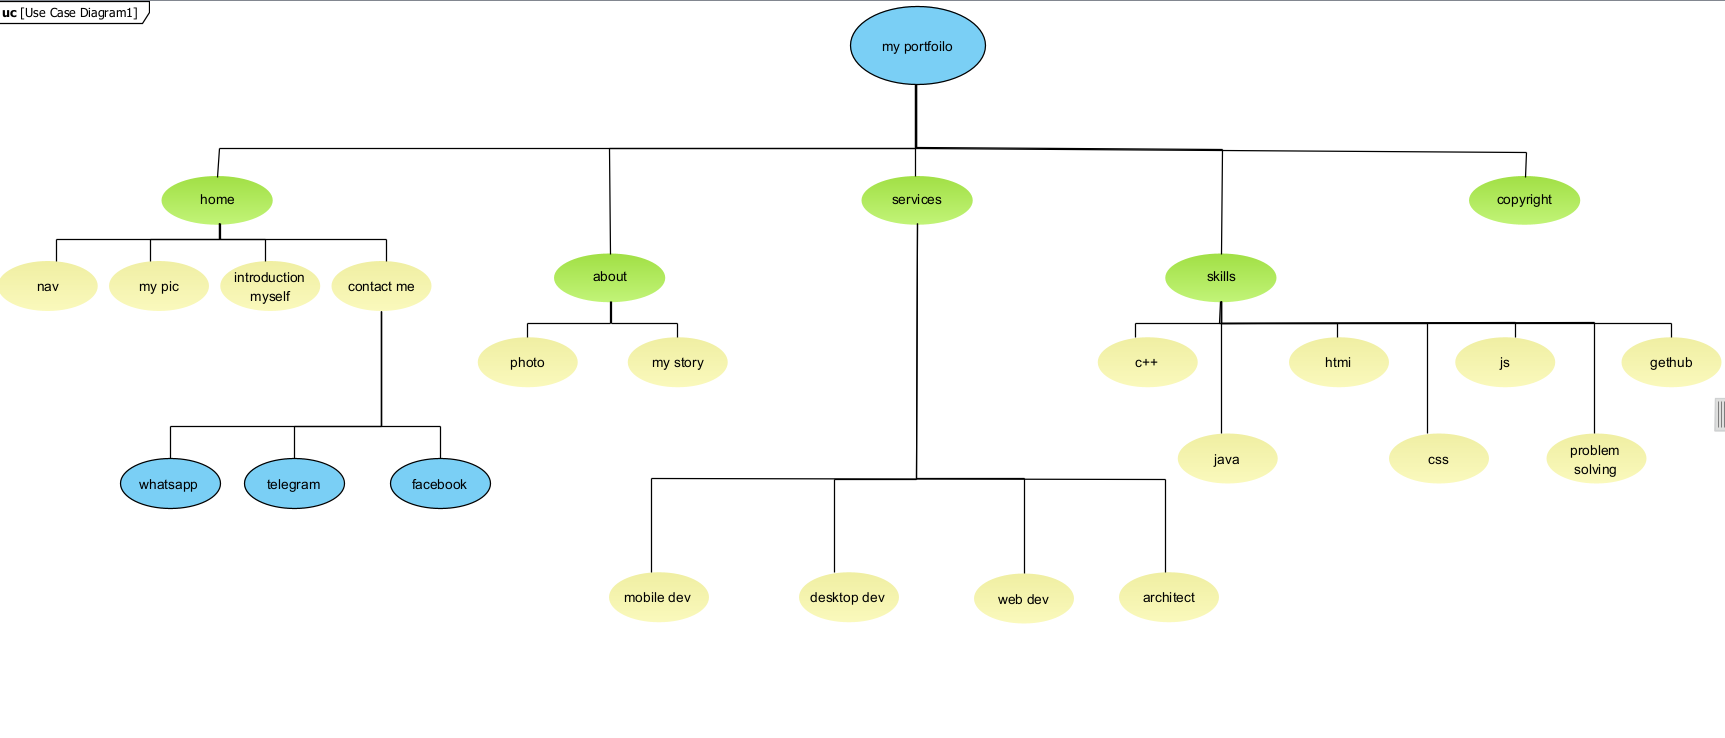 uc [Use Case Diagram1]
my portfoilo
home
services
copyright
about
skills
nav
my pic
introduction
myself
contact me
photo
my story
c++
htmi
js
gethub
java
css
problem
solving
whatsapp
telegram
facebook
mobile dev
desktop dev
web dev
architect